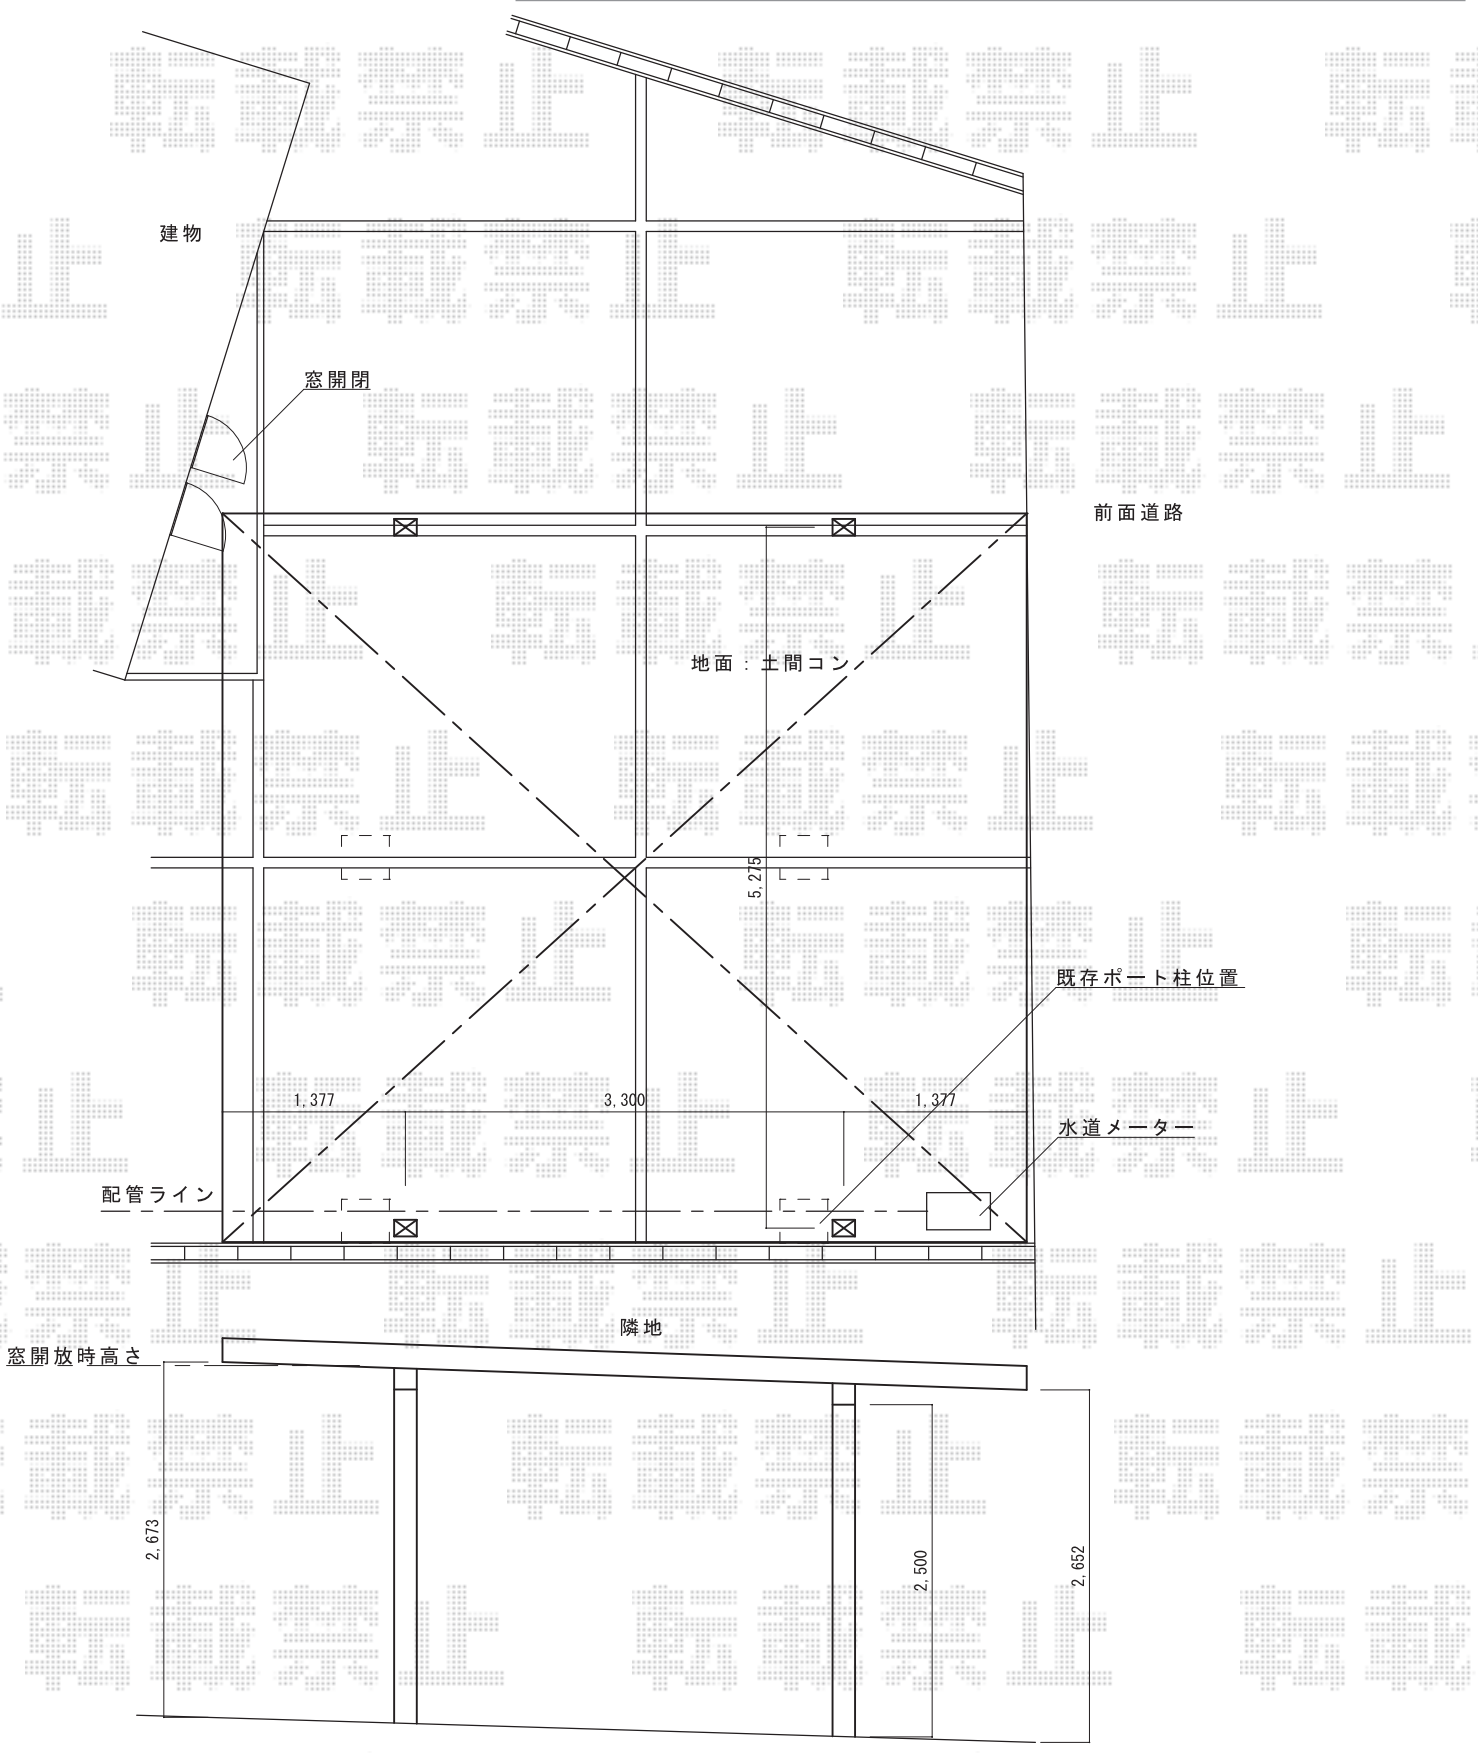 転載禁止
建物
窓開閉
前面道路
地面：土間コン
5,275
既存ポート柱位置
1,377
3,300
1,377
水道メーター
配管ライン
隣地
窓開放時高さ
2,673
2,500
2,652